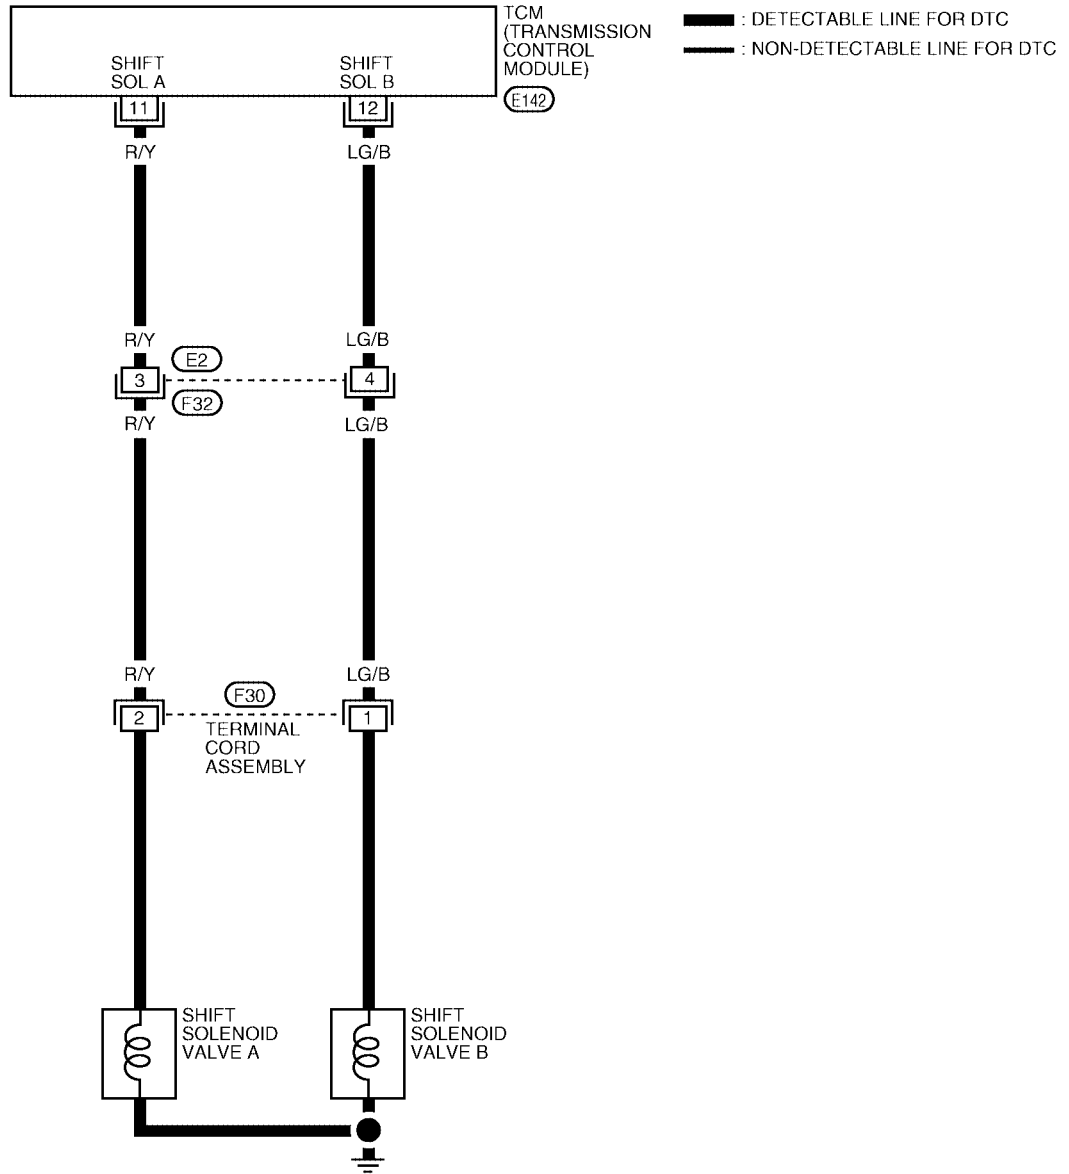 TCM
(TRANSMISSION
CONTROL
MODULE)
E142
: DETECTABLE LINE FOR DTC
: NON-DETECTABLE LINE FOR DTC
SHIFT
SOL A
SHIFT
SOL B
11
12
R/Y
LG/B
R/Y
LG/B
E2
3
4
F32
R/Y
LG/B
R/Y
LG/B
F30
2
1
TERMINAL
CORD
ASSEMBLY
SHIFT
SOLENOID
VALVE A
SHIFT
SOLENOID
VALVE B